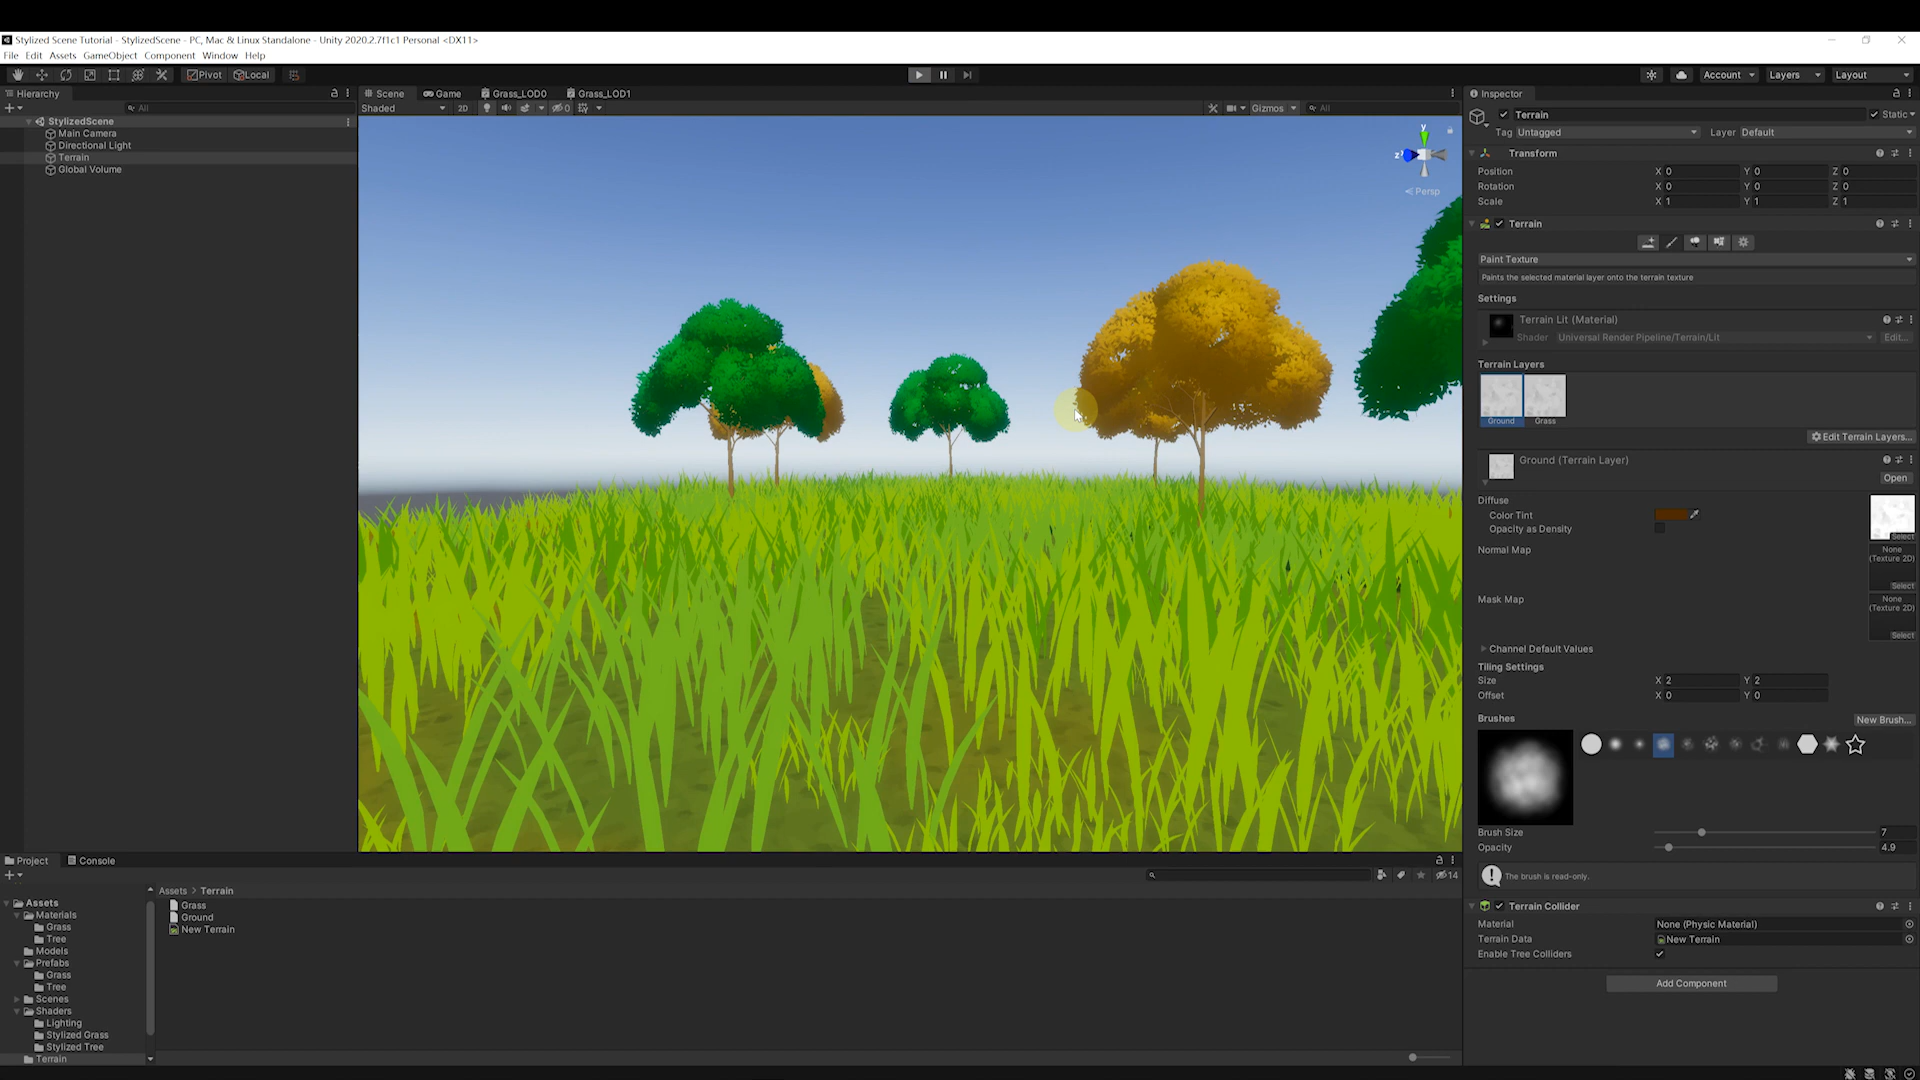 Stylized Scene Tutorial - StylizedScene - PC, Mac & Linux Standalone - Unity 2020.2.7f1c1 Personal <DX11>
File Edit Assets GameObject Component Window Help
Pivot Local
Account Layers Layout
Hierarchy
All
StylizedScene
Main Camera
Directional Light
Terrain
Global Volume
Scene Game Grass_LOD0 Grass_LOD1
Shaded 2D 0 Gizmos All
y
z
Persp
Inspector
Terrain Static
Tag Untagged Layer Default
Transform
Position X 0 Y 0 Z 0
Rotation X 0 Y 0 Z 0
Scale X 1 Y 1 Z 1
Terrain
Paint Texture
Paints the selected material layer onto the terrain texture
Settings
Terrain Lit (Material)
Shader Universal Render Pipeline/Terrain/Lit Edit...
Terrain Layers
Ground Grass
Edit Terrain Layers...
Ground (Terrain Layer)
Open
Diffuse
Color Tint
Opacity as Density
Select
Normal Map
None
(Texture 2D)
Select
Mask Map
None
(Texture 2D)
Select
Channel Default Values
Tiling Settings
Size X 2 Y 2
Offset X 0 Y 0
Brushes New Brush...
Brush Size 7
Opacity 4.9
The brush is read-only.
Terrain Collider
Material None (Physic Material)
Terrain Data New Terrain
Enable Tree Colliders
Add Component
Project Console
14
Assets
Materials
Grass
Tree
Models
Prefabs
Grass
Tree
Scenes
Shaders
Lighting
Stylized Grass
Stylized Tree
Terrain
Assets > Terrain
Grass
Ground
New Terrain